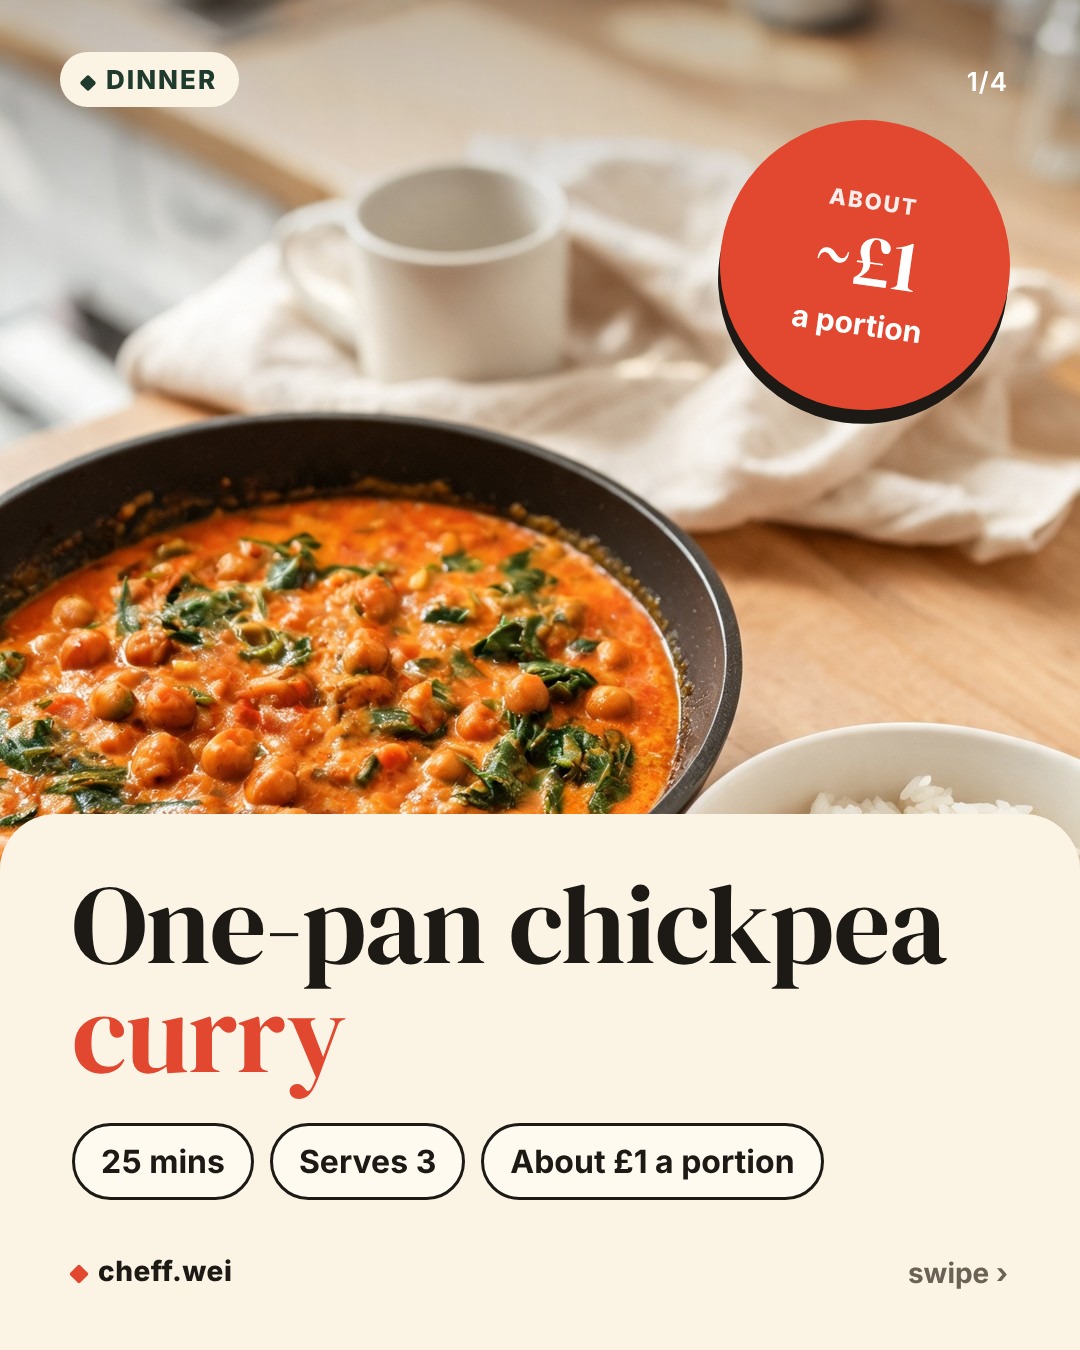 ◆ DINNER
1/4
ABOUT
~£1
a portion
One-pan chickpea
curry
25 mins
Serves 3
About £1 a portion
◆ cheff.wei
swipe ›